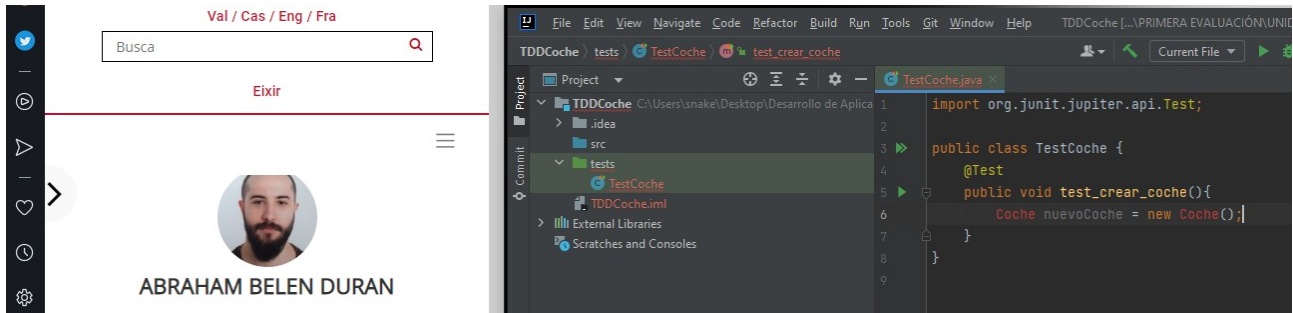 Val / Cas / Eng / Fra
Busca
Eixir
ABRAHAM BELEN DURAN
File Edit View Navigate Code Refactor Build Run Tools Git Window Help TDDCoche [...\PRIMERA EVALUACIÓN\UNID
TDDCoche tests TestCoche test_crear_coche Current File
Project
Commit
Project
TDDCoche C:\Users\snake\Desktop\Desarrollo de Aplica
.idea
src
tests
TestCoche
TDDCoche.iml
External Libraries
Scratches and Consoles
TestCoche.java
1 import org.junit.jupiter.api.Test;
2
3 public class TestCoche {
4 @Test
5 public void test_crear_coche(){
6 Coche nuevoCoche = new Coche();
7 }
8 }
9